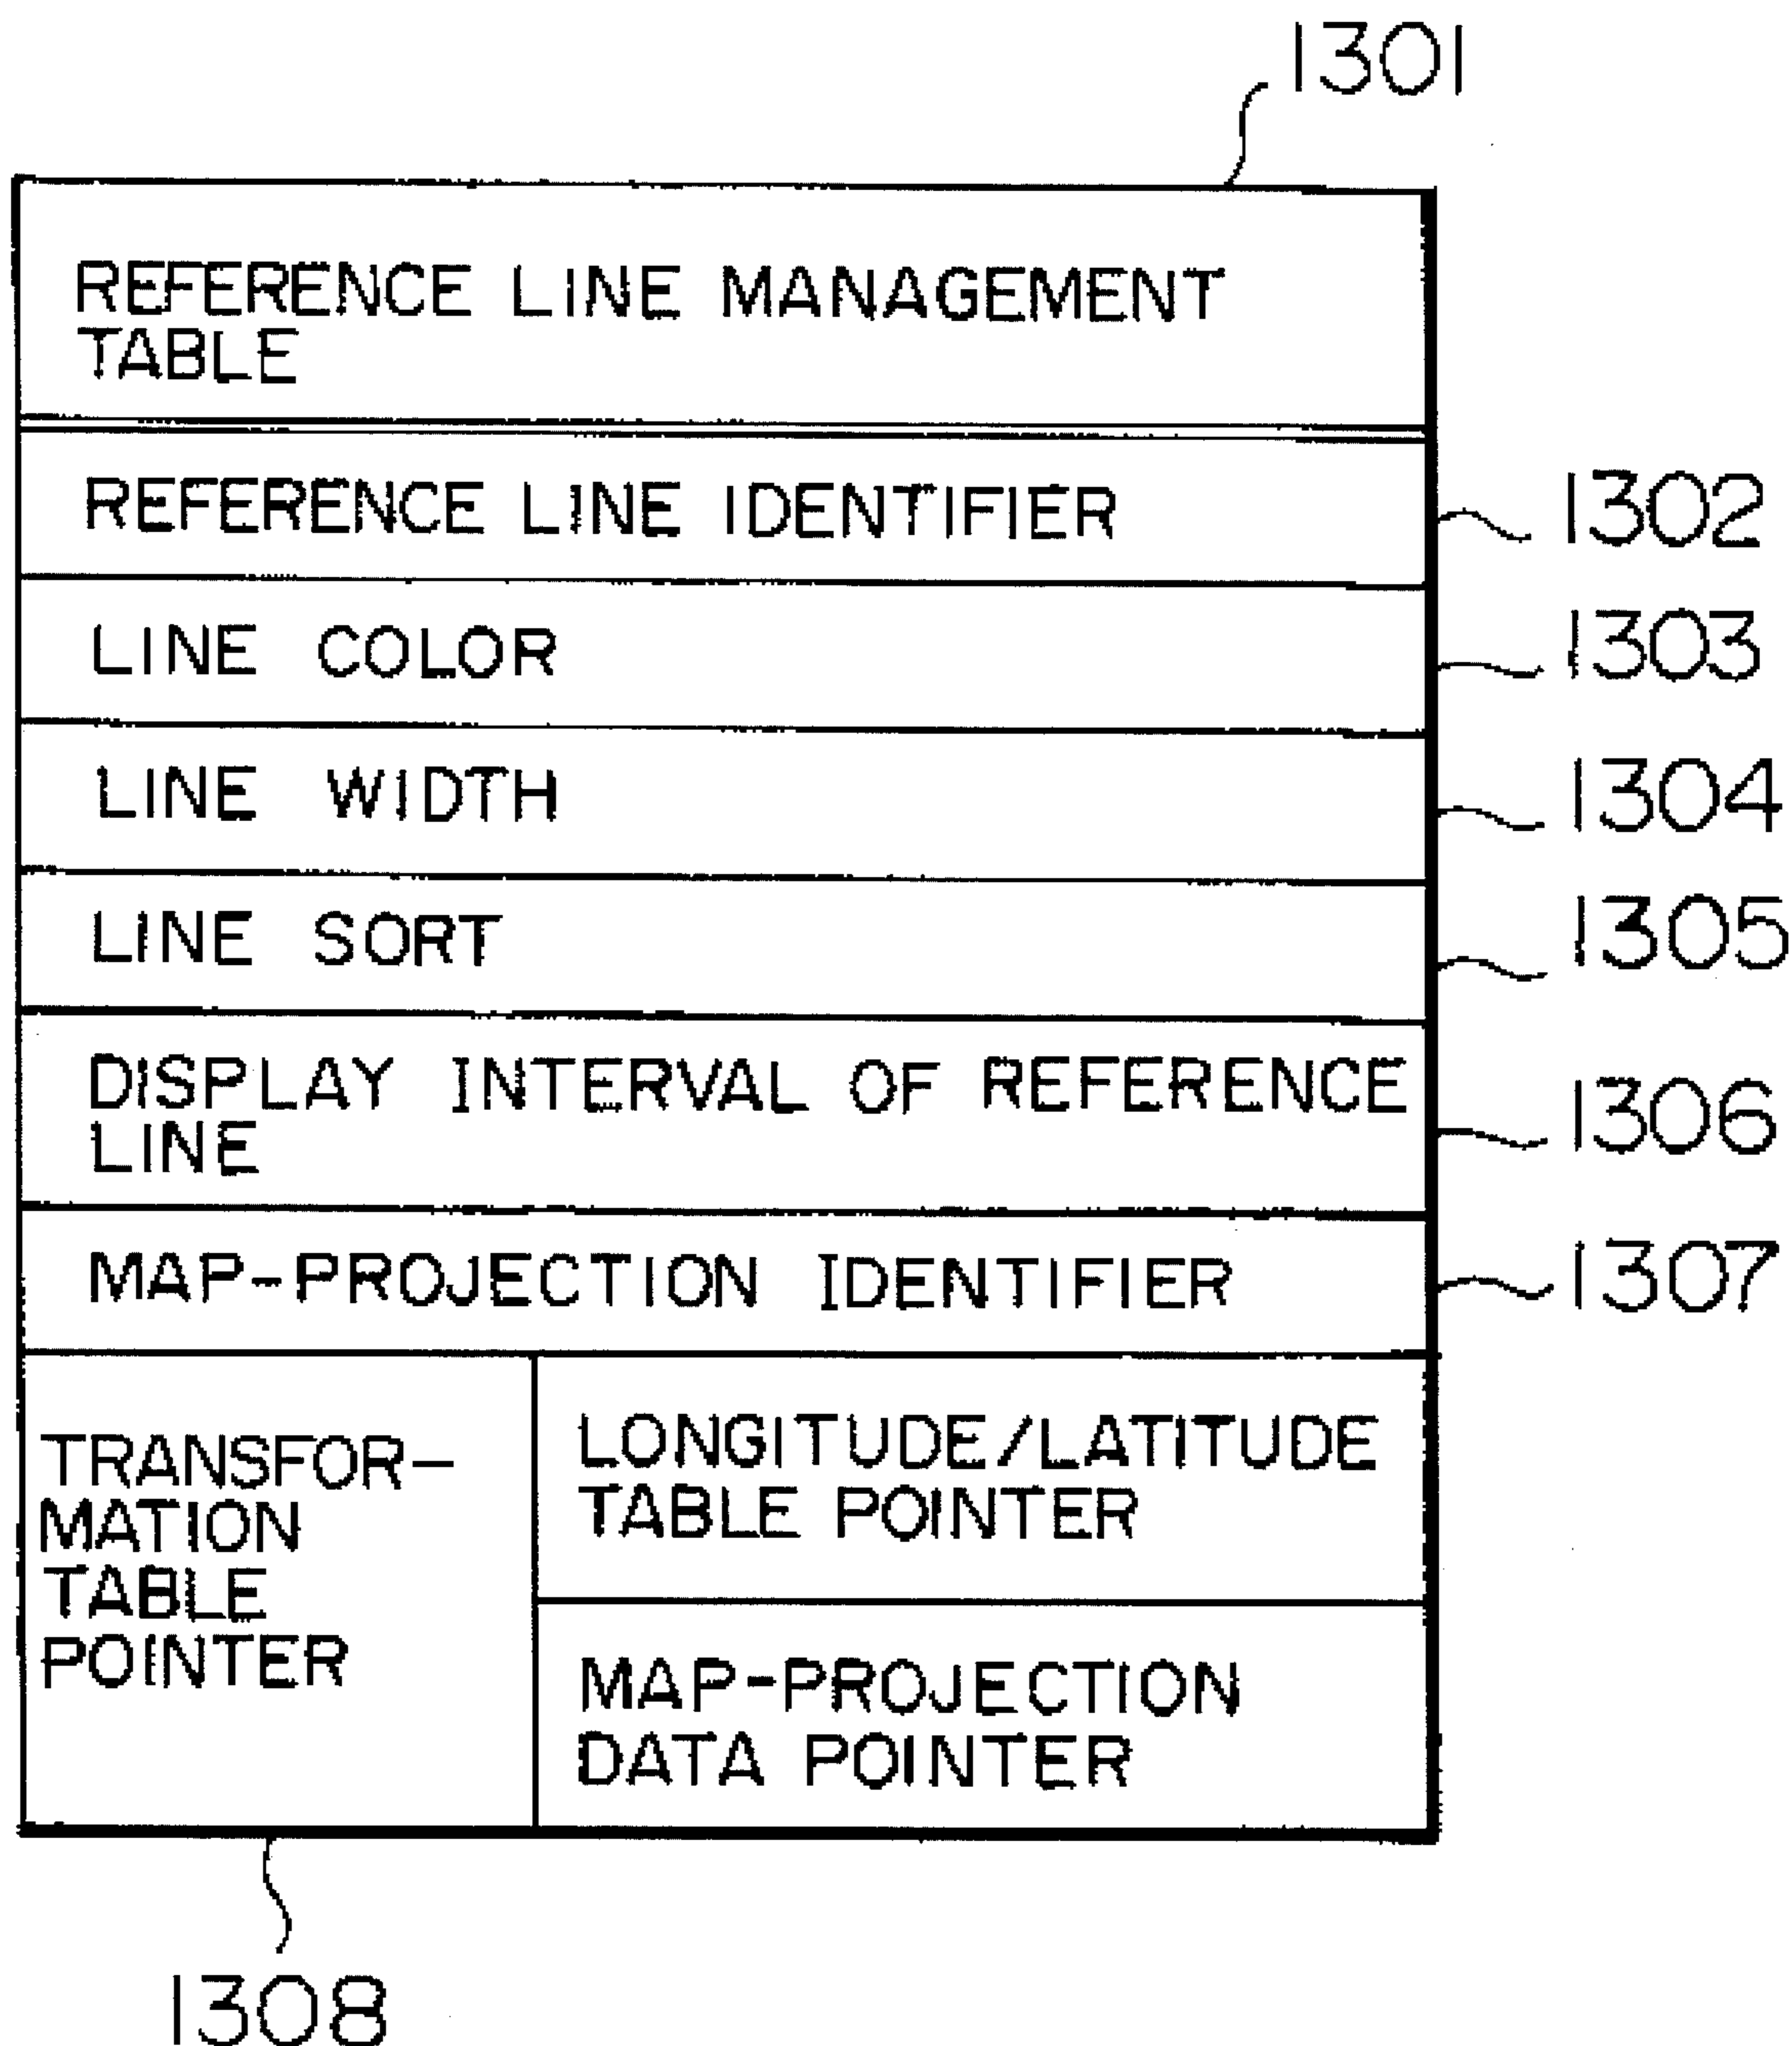 1301
REFERENCE LINE MANAGEMENT
TABLE
REFERENCE LINE IDENTIFIER
1302
LINE COLOR
1303
LINE WIDTH
1304
LINE SORT
1305
DISPLAY INTERVAL OF REFERENCE
LINE
1306
MAP-PROJECTION IDENTIFIER
1307
TRANSFOR-
MATION
TABLE
POINTER
LONGITUDE/LATITUDE
TABLE POINTER
MAP-PROJECTION
DATA POINTER
1308